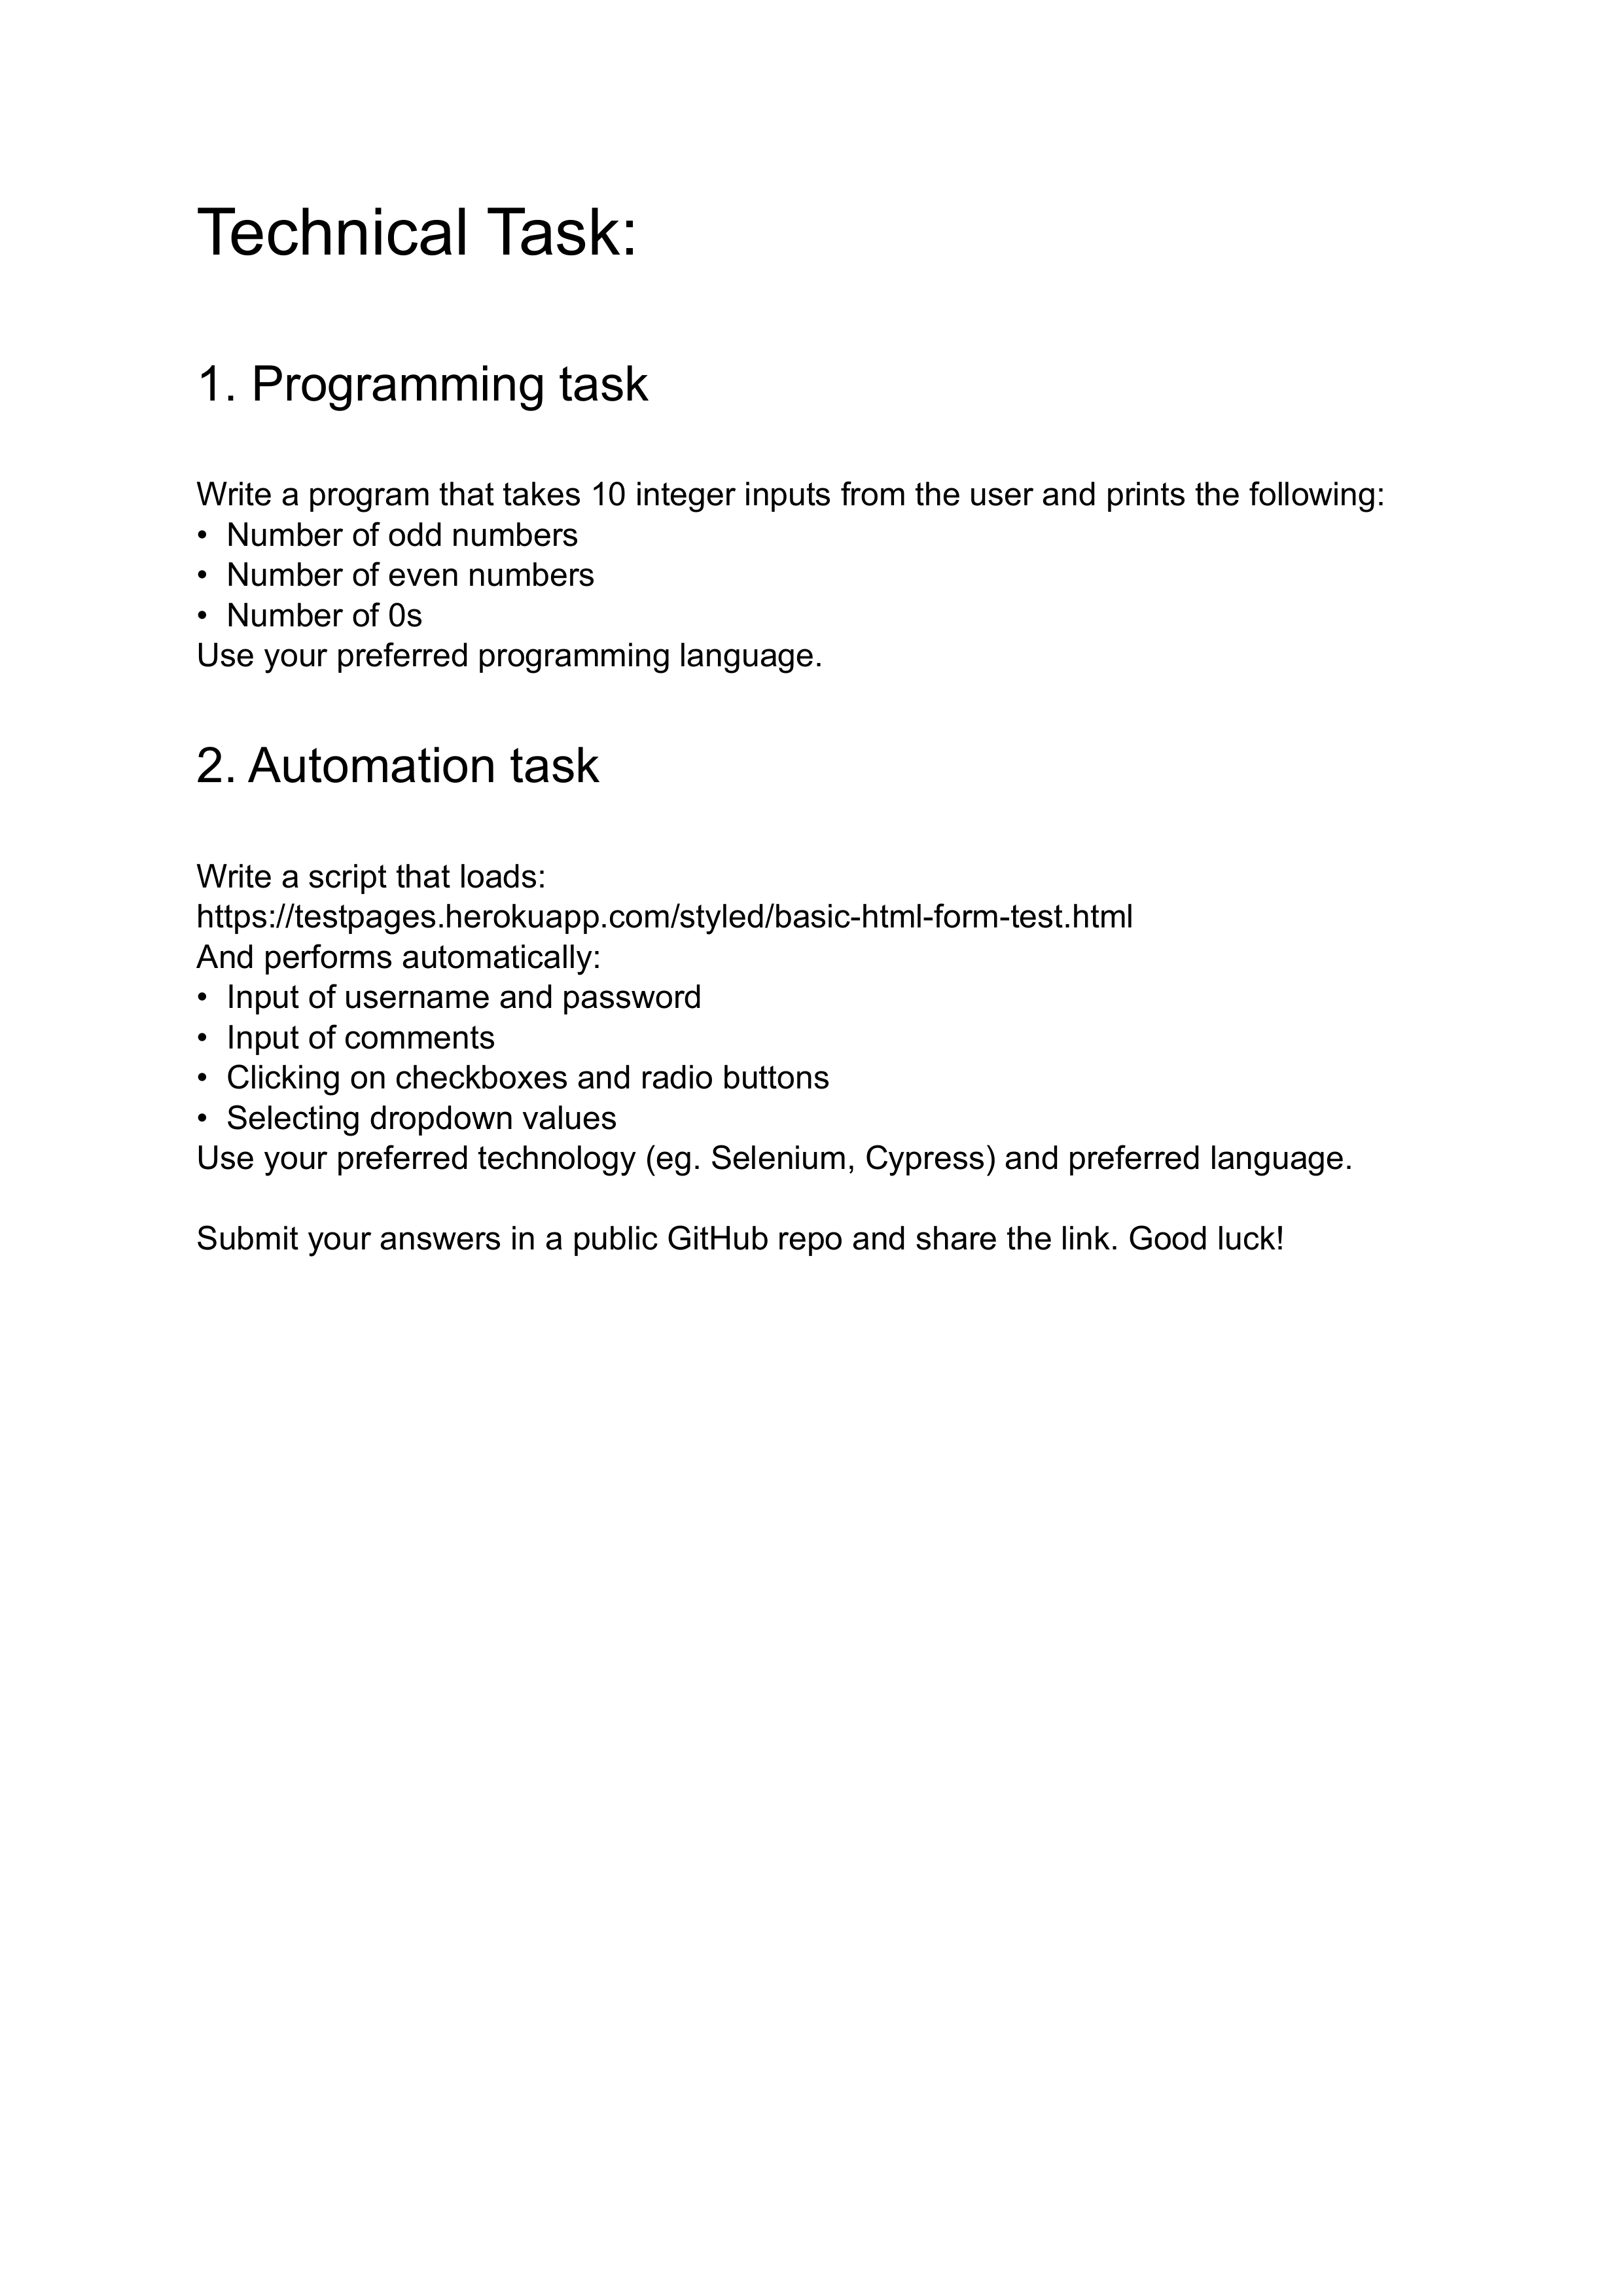 Technical Task:
1. Programming task
Write a program that takes 10 integer inputs from the user and prints the following:
• Number of odd numbers
• Number of even numbers
• Number of 0s
Use your preferred programming language.
2. Automation task
Write a script that loads:
https://testpages.herokuapp.com/styled/basic-html-form-test.html
And performs automatically:
• Input of username and password
• Input of comments
• Clicking on checkboxes and radio buttons
• Selecting dropdown values
Use your preferred technology (eg. Selenium, Cypress) and preferred language.
Submit your answers in a public GitHub repo and share the link. Good luck!